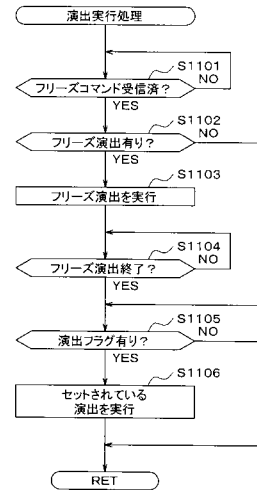 演出実行処理
S1101
NO
フリーズコマンド受信済？
YES
S1102
NO
フリーズ演出有り？
YES
S1103
フリーズ演出を実行
S1104
NO
フリーズ演出終了？
YES
S1105
NO
演出フラグ有り？
YES
S1106
セットされている
演出を実行
RET